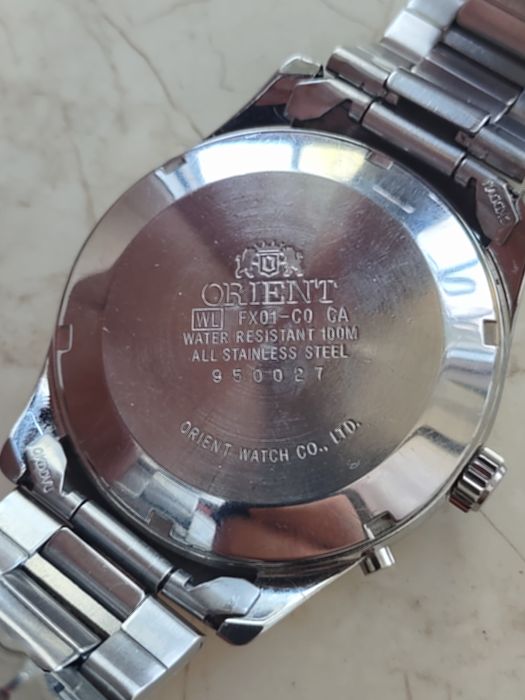 ORIENT
WL FX01-C0 CA
WATER RESISTANT 100M
ALL STAINLESS STEEL
950027
ORIENT WATCH CO., LTD.